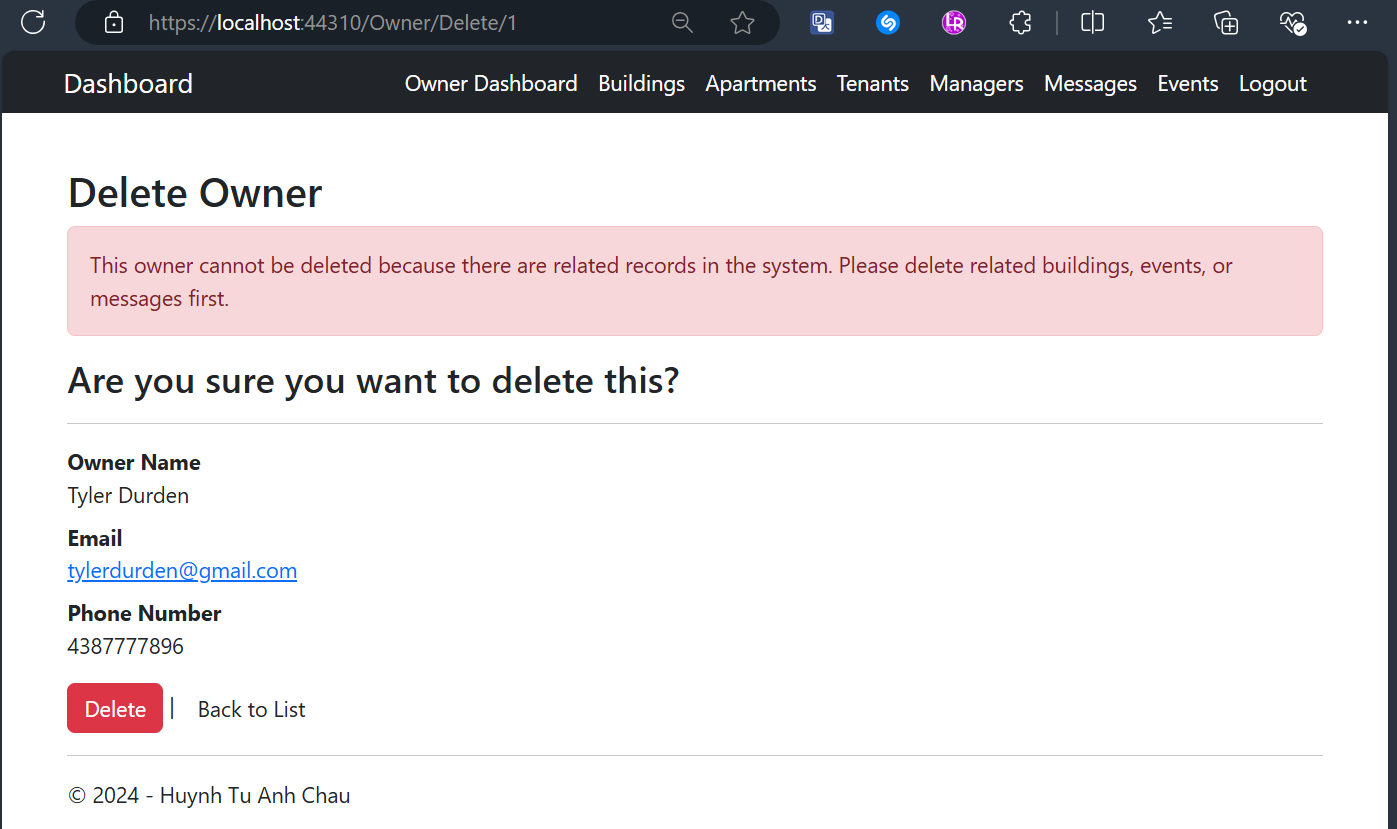 https://localhost:44310/Owner/Delete/1
Dashboard Owner Dashboard Buildings Apartments Tenants Managers Messages Events Logout
Delete Owner
This owner cannot be deleted because there are related records in the system. Please delete related buildings, events, or
messages first.
Are you sure you want to delete this?
Owner Name
Tyler Durden
Email
tylerdurden@gmail.com
Phone Number
4387777896
Delete | Back to List
© 2024 - Huynh Tu Anh Chau